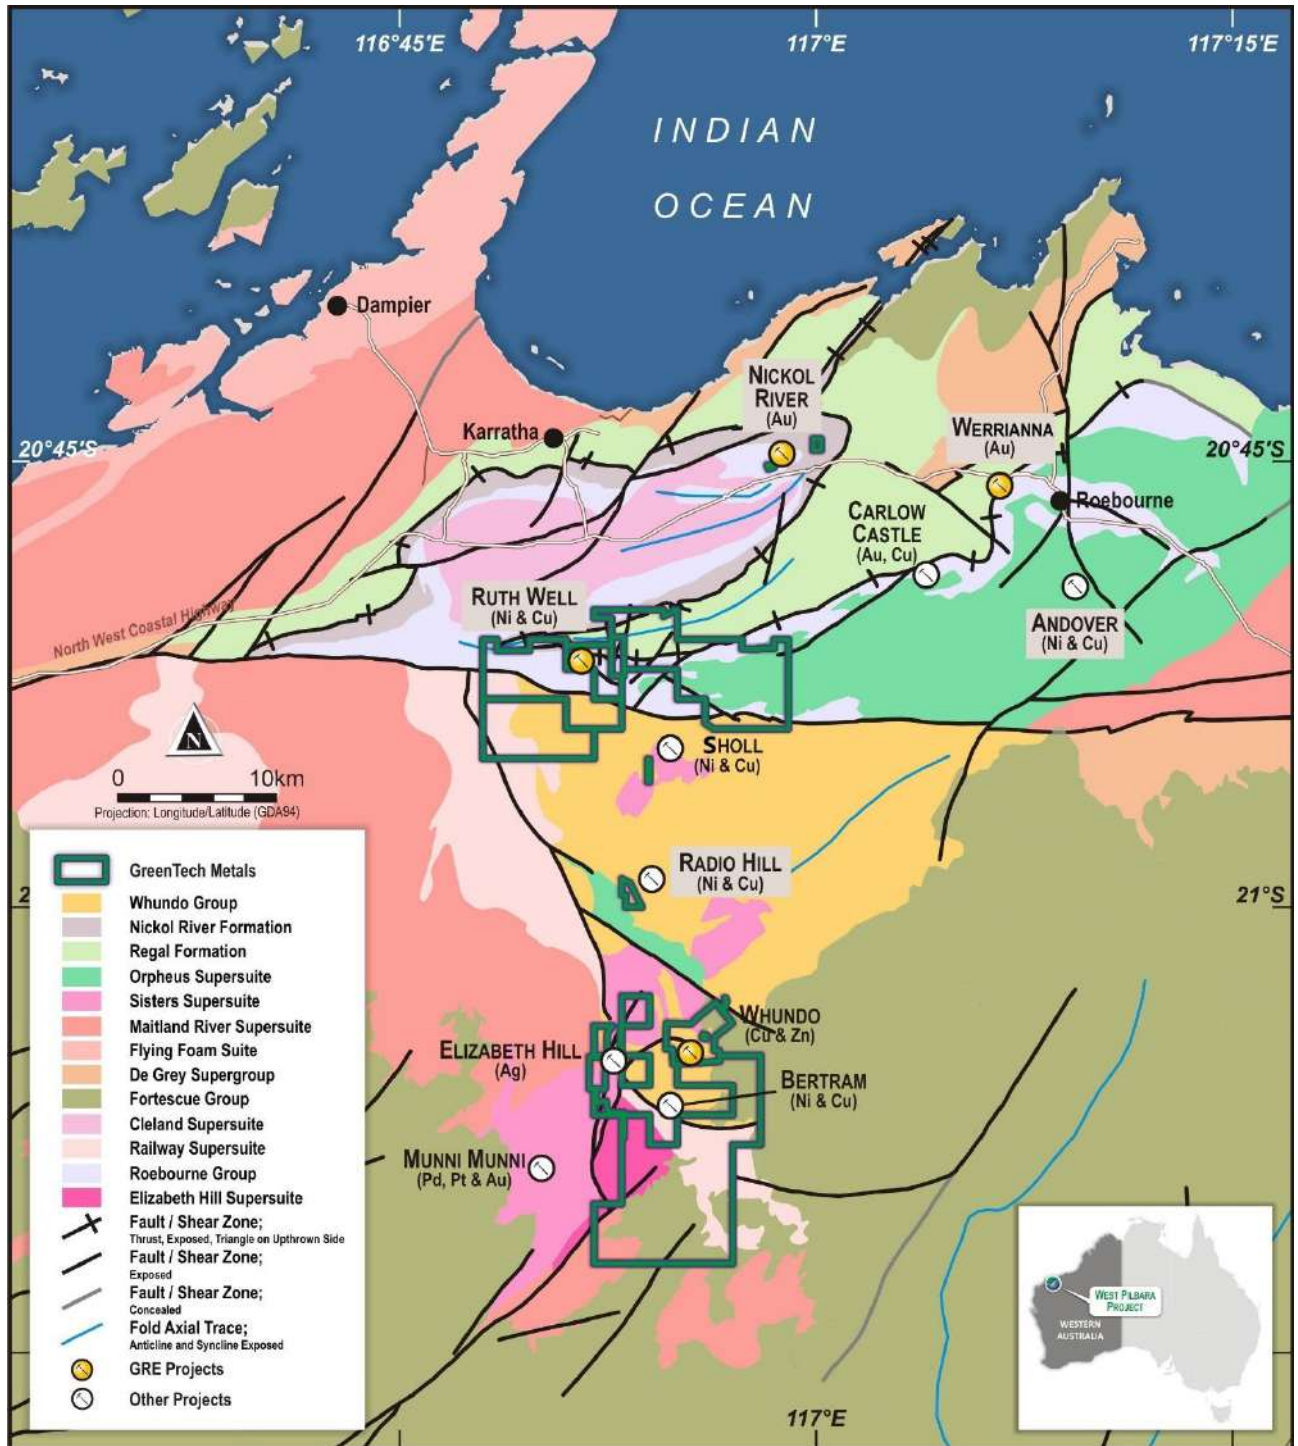 116°45'E
117°E
117°15'E
INDIAN
OCEAN
Dampier
NICKOL
RIVER
(Au)
Karratha
WERRIANNA
(Au)
20°45'S
20°45'S
Roebourne
CARLOW
CASTLE
(Au, Cu)
RUTH WELL
(Ni & Cu)
ANDOVER
(Ni & Cu)
North West Coastal Highway
N
SHOLL
(Ni & Cu)
0
10km
Projection: Longitude/Latitude (GDA94)
RADIO HILL
(Ni & Cu)
21°S
WHUNDO
(Cu & Zn)
ELIZABETH HILL
(Ag)
BERTRAM
(Ni & Cu)
MUNNI MUNNI
(Pd, Pt & Au)
GreenTech Metals
Whundo Group
Nickol River Formation
Regal Formation
Orpheus Supersuite
Sisters Supersuite
Maitland River Supersuite
Flying Foam Suite
De Grey Supergroup
Fortescue Group
Cleland Supersuite
Railway Supersuite
Roebourne Group
Elizabeth Hill Supersuite
Fault / Shear Zone;
Thrust, Exposed, Triangle on Upthrown Side
Fault / Shear Zone;
Exposed
Fault / Shear Zone;
Concealed
Fold Axial Trace;
Anticline and Syncline Exposed
GRE Projects
Other Projects
WEST PILBARA
PROJECT
WESTERN
AUSTRALIA
117°E